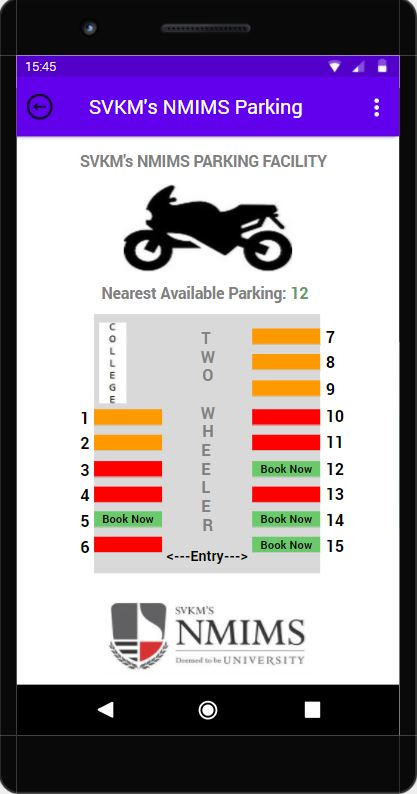 15:45
SVKM's NMIMS Parking
SVKM's NMIMS PARKING FACILITY
Nearest Available Parking: 12
COLLEGE
TWO WHEELER
7
8
9
1
10
2
11
3
Book Now
12
4
13
5
Book Now
Book Now
14
6
Book Now
15
<---Entry--->
SVKM'S
NMIMS
Deemed to be UNIVERSITY